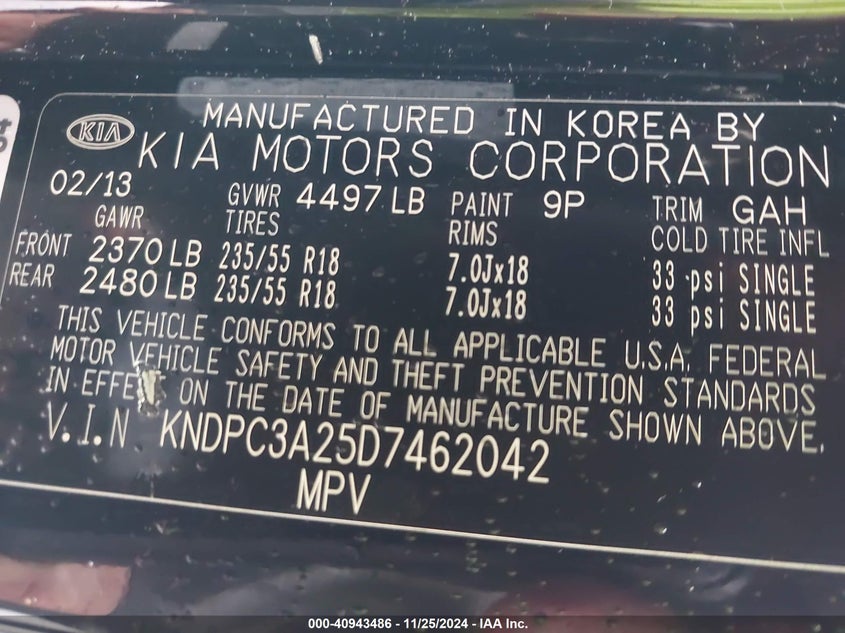 KIA
MANUFACTURED IN KOREA BY
KIA MOTORS CORPORATION
02/13 GVWR 4497 LB PAINT 9P TRIM GAH
GAWR TIRES RIMS COLD TIRE INFL
FRONT 2370 LB 235/55 R18 7.0Jx18 33 psi SINGLE
REAR 2480 LB 235/55 R18 7.0Jx18 33 psi SINGLE
THIS VEHICLE CONFORMS TO ALL APPLICABLE U.S.A. FEDERAL
MOTOR VEHICLE SAFETY AND THEFT PREVENTION STANDARDS
IN EFFECT ON THE DATE OF MANUFACTURE SHOWN ABOVE.
V.I.N KNDPC3A25D7462042
MPV
000-40943486 - 11/25/2024 - IAA Inc.